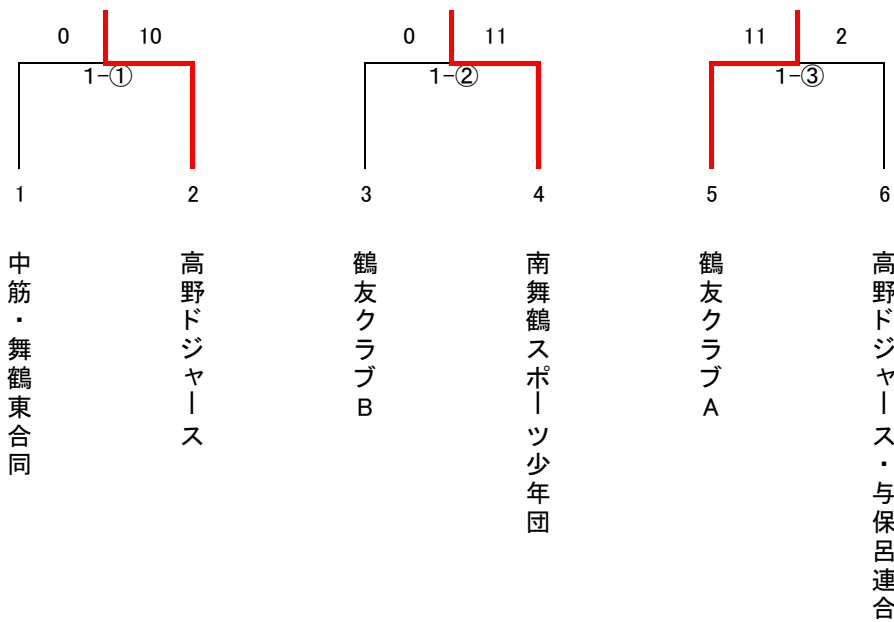 0 10 0 11 11 2
1-① 1-② 1-③
1 2 3 4 5 6
中筋・舞鶴東合同
高野ドジャース
鶴友クラブB
南舞鶴スポーツ少年団
鶴友クラブA
高野ドジャース・与保呂連合